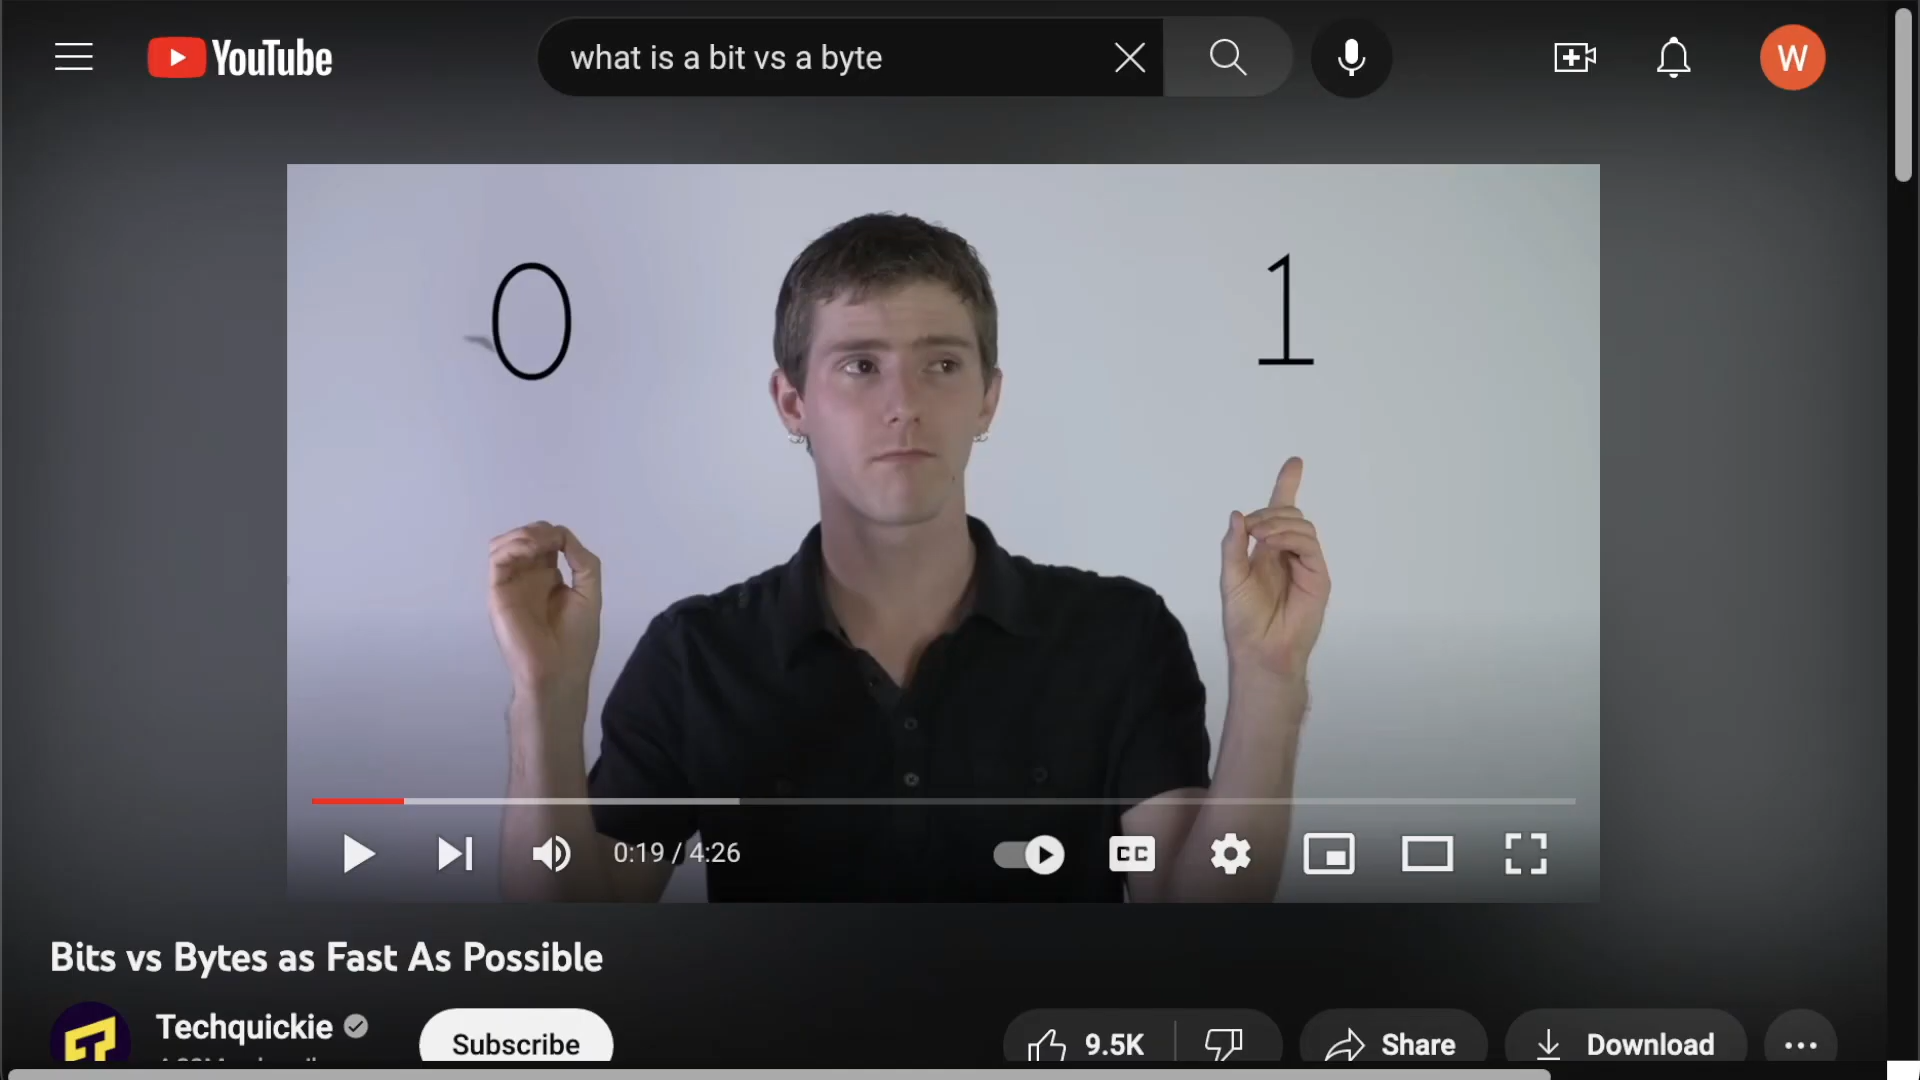 YouTube
what is a bit vs a byte
W
0
1
0:19 / 4:26
CC
Bits vs Bytes as Fast As Possible
Techquickie
Subscribe
9.5K
Share
Download